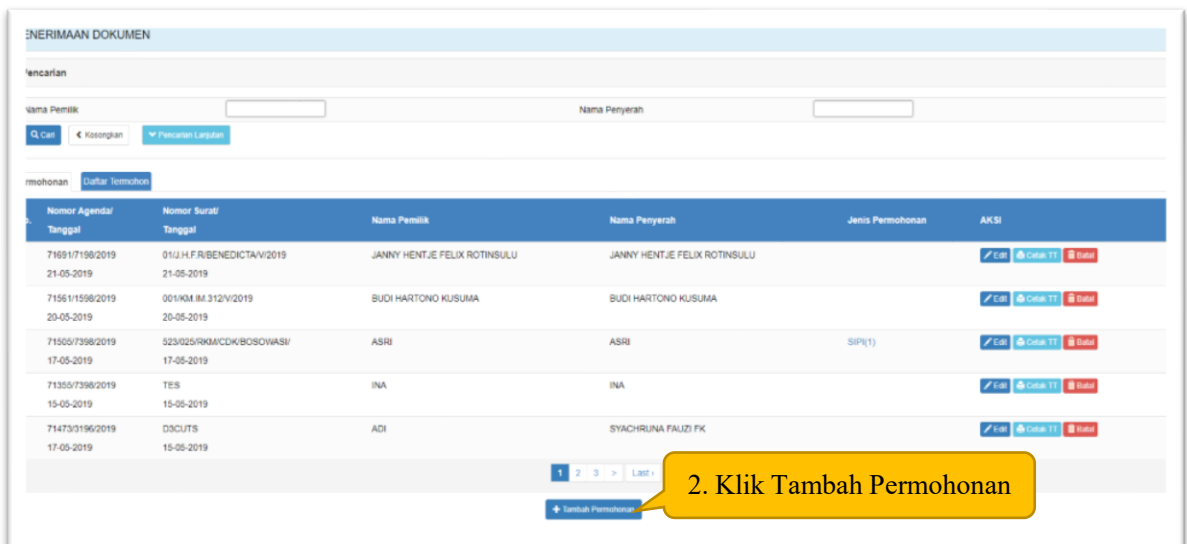 ENERIMAAN DOKUMEN
Pencarian
Nama Pemilik Nama Penyerah
Cari Kosongkan Pencarian Lanjutan
rmohonan Daftar Termohon
Nomor Agenda/ Nomor Surat/
Nama Pemilik Nama Penyerah Jenis Permohonan AKSI
Tanggal Tanggal
71691/7198/2019 01/J.H.F.R/BENEDICTA/V/2019 JANNY HENTJE FELIX ROTINSULU JANNY HENTJE FELIX ROTINSULU Edit Cetak TT Batal
21-05-2019 21-05-2019
71561/1598/2019 001/KM.IM.312/V/2019 BUDI HARTONO KUSUMA BUDI HARTONO KUSUMA Edit Cetak TT Batal
20-05-2019 20-05-2019
71505/7398/2019 523/025/RKM/CDK/BOSOWASI/ ASRI ASRI SIPI(1) Edit Cetak TT Batal
17-05-2019 17-05-2019
71355/7398/2019 TES INA INA Edit Cetak TT Batal
15-05-2019 15-05-2019
71473/3196/2019 D3CUTS ADI SYACHRUNA FAUZI FK Edit Cetak TT Batal
17-05-2019 15-05-2019
1 2 3 > Last ›
2. Klik Tambah Permohonan
+ Tambah Permohonan